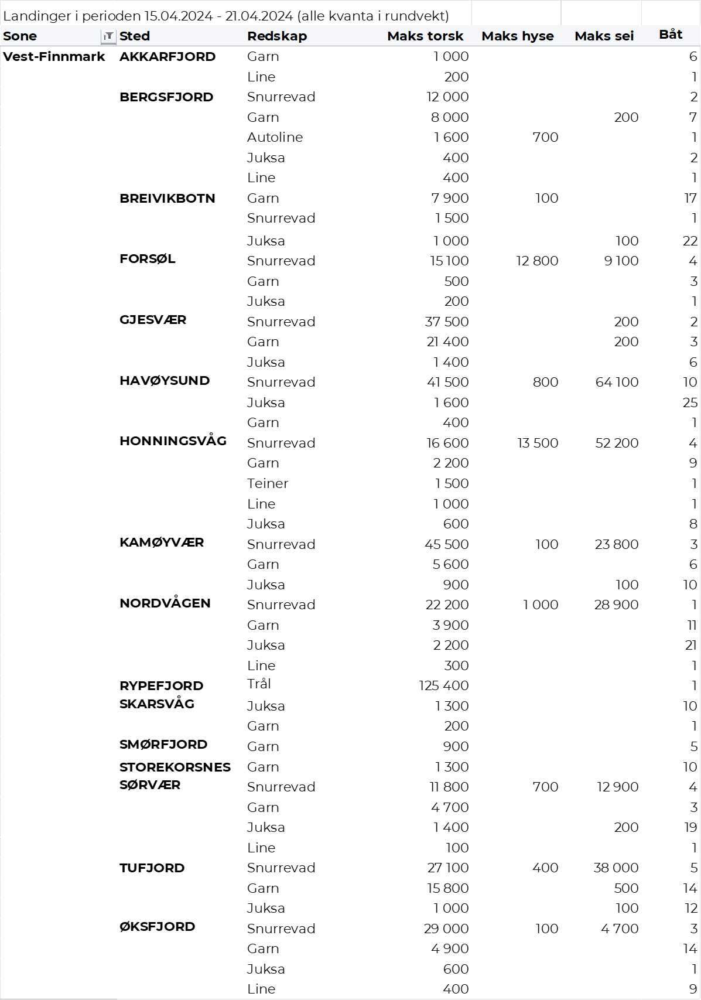 Landinger i perioden 15.04.2024 - 21.04.2024 (alle kvanta i rundvekt)
Sone Sted Redskap Maks torsk Maks hyse Maks sei Båt
Vest-Finnmark AKKARFJORD Garn 1 000 6
Line 200 1
BERGSFJORD Snurrevad 12 000 2
Garn 8 000 200 7
Autoline 1 600 700 1
Juksa 400 2
Line 400 1
BREIVIKBOTN Garn 7 900 100 17
Snurrevad 1 500 1
Juksa 1 000 100 22
FORSØL Snurrevad 15 100 12 800 9 100 4
Garn 500 3
Juksa 200 1
GJESVÆR Snurrevad 37 500 200 2
Garn 21 400 200 3
Juksa 1 400 6
HAVØYSUND Snurrevad 41 500 800 64 100 10
Juksa 1 600 25
Garn 400 1
HONNINGSVÅG Snurrevad 16 600 13 500 52 200 4
Garn 2 200 9
Teiner 1 500 1
Line 1 000 1
Juksa 600 8
KAMØYVÆR Snurrevad 45 500 100 23 800 3
Garn 5 600 6
Juksa 900 100 10
NORDVÅGEN Snurrevad 22 200 1 000 28 900 1
Garn 3 900 11
Juksa 2 200 21
Line 300 1
RYPEFJORD Trål 125 400 1
SKARSVÅG Juksa 1 300 10
Garn 200 1
SMØRFJORD Garn 900 5
STOREKORSNES Garn 1 300 10
SØRVÆR Snurrevad 11 800 700 12 900 4
Garn 4 700 3
Juksa 1 400 200 19
Line 100 1
TUFJORD Snurrevad 27 100 400 38 000 5
Garn 15 800 500 14
Juksa 1 000 100 12
ØKSFJORD Snurrevad 29 000 100 4 700 3
Garn 4 900 14
Juksa 600 1
Line 400 9